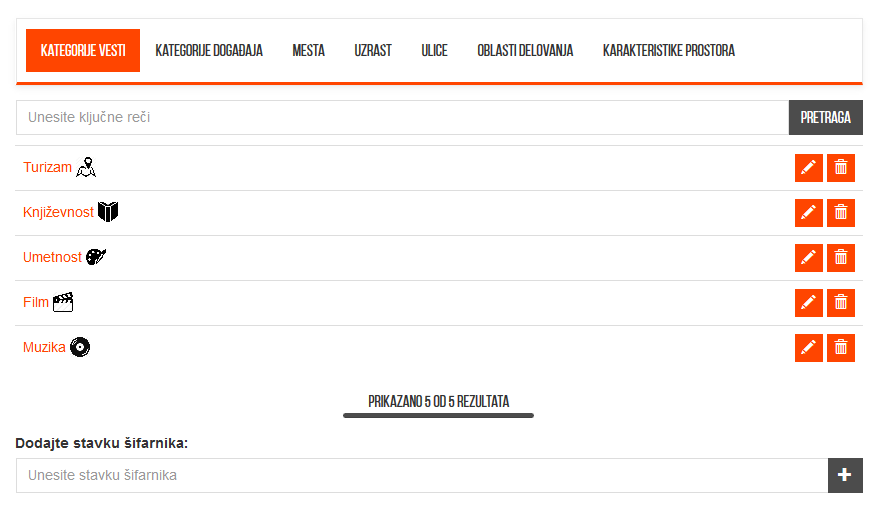 KATEGORIJE VESTI KATEGORIJE DOGAĐAJA MESTA UZRAST ULICE OBLASTI DELOVANJA KARAKTERISTIKE PROSTORA
Unesite ključne reči PRETRAGA
Turizam
Književnost
Umetnost
Film
Muzika
PRIKAZANO 5 OD 5 REZULTATA
Dodajte stavku šifarnika:
Unesite stavku šifarnika